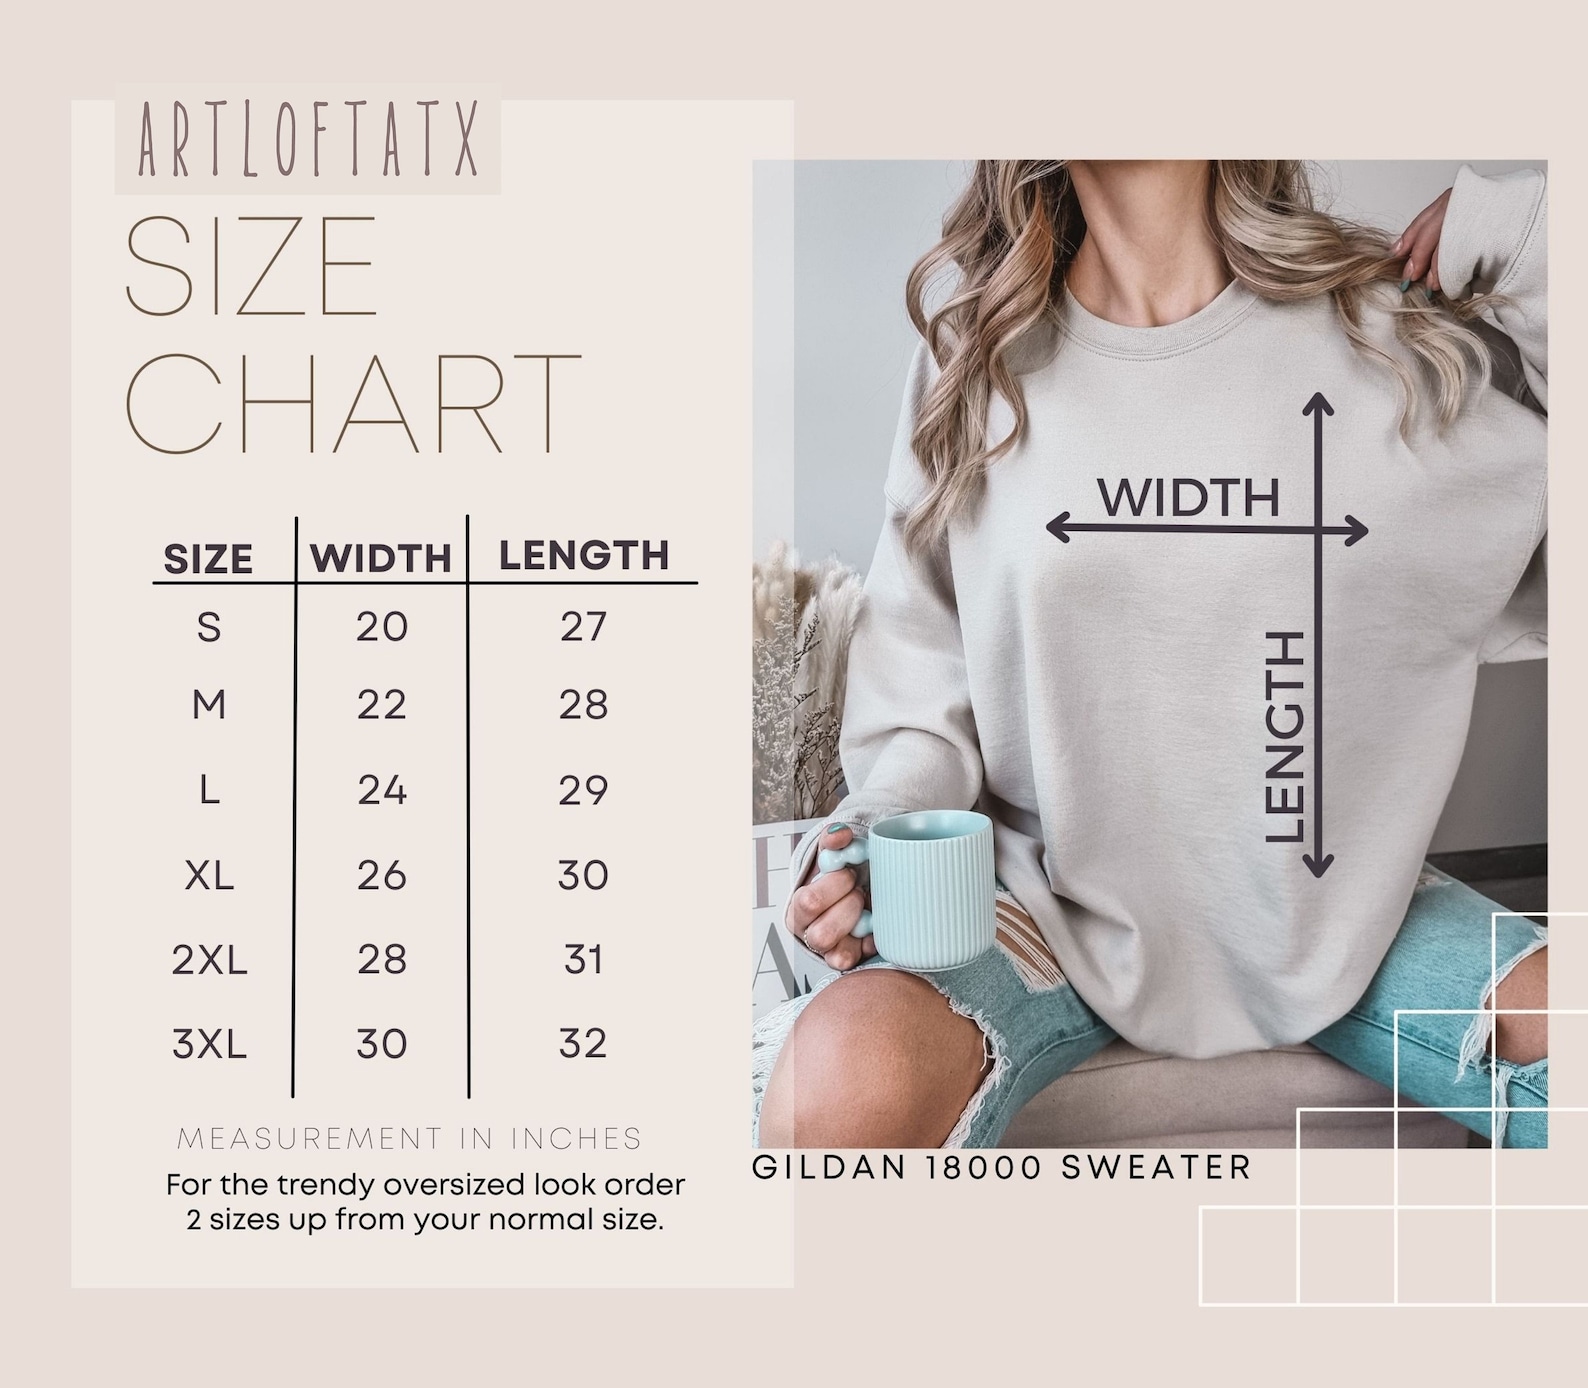 ARTLOFTATX
SIZE
CHART
SIZE WIDTH LENGTH
S 20 27
M 22 28
L 24 29
XL 26 30
2XL 28 31
3XL 30 32
MEASUREMENT IN INCHES
For the trendy oversized look order
2 sizes up from your normal size.
WIDTH
LENGTH
GILDAN 18000 SWEATER